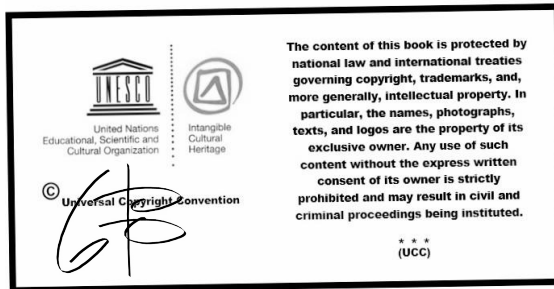 UNESCO
United Nations
Educational, Scientific and
Cultural Organization
Intangible
Cultural
Heritage
©
Universal Copyright Convention
The content of this book is protected by
national law and international treaties
governing copyright, trademarks, and,
more generally, intellectual property. In
particular, the names, photographs,
texts, and logos are the property of its
exclusive owner. Any use of such
content without the express written
consent of its owner is strictly
prohibited and may result in civil and
criminal proceedings being instituted.
* * *
(UCC)